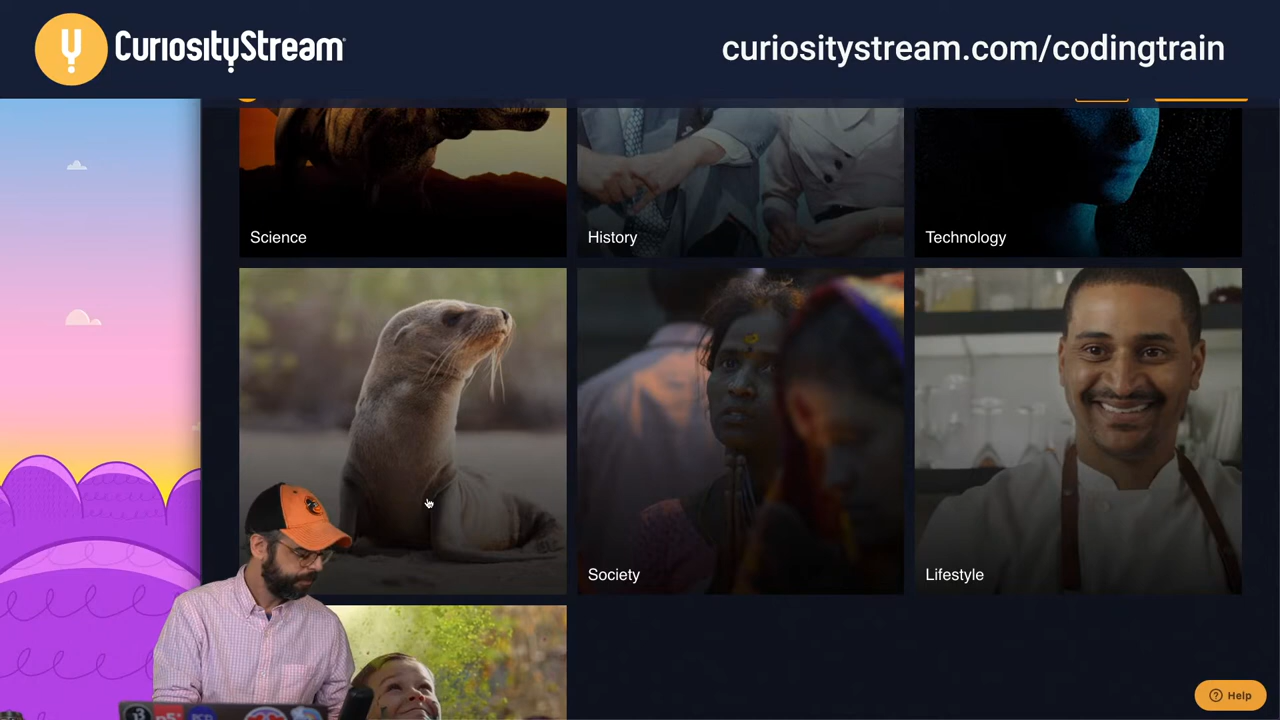 CuriosityStream
curiositystream.com/codingtrain
Science
History
Technology
Society
Lifestyle
Help